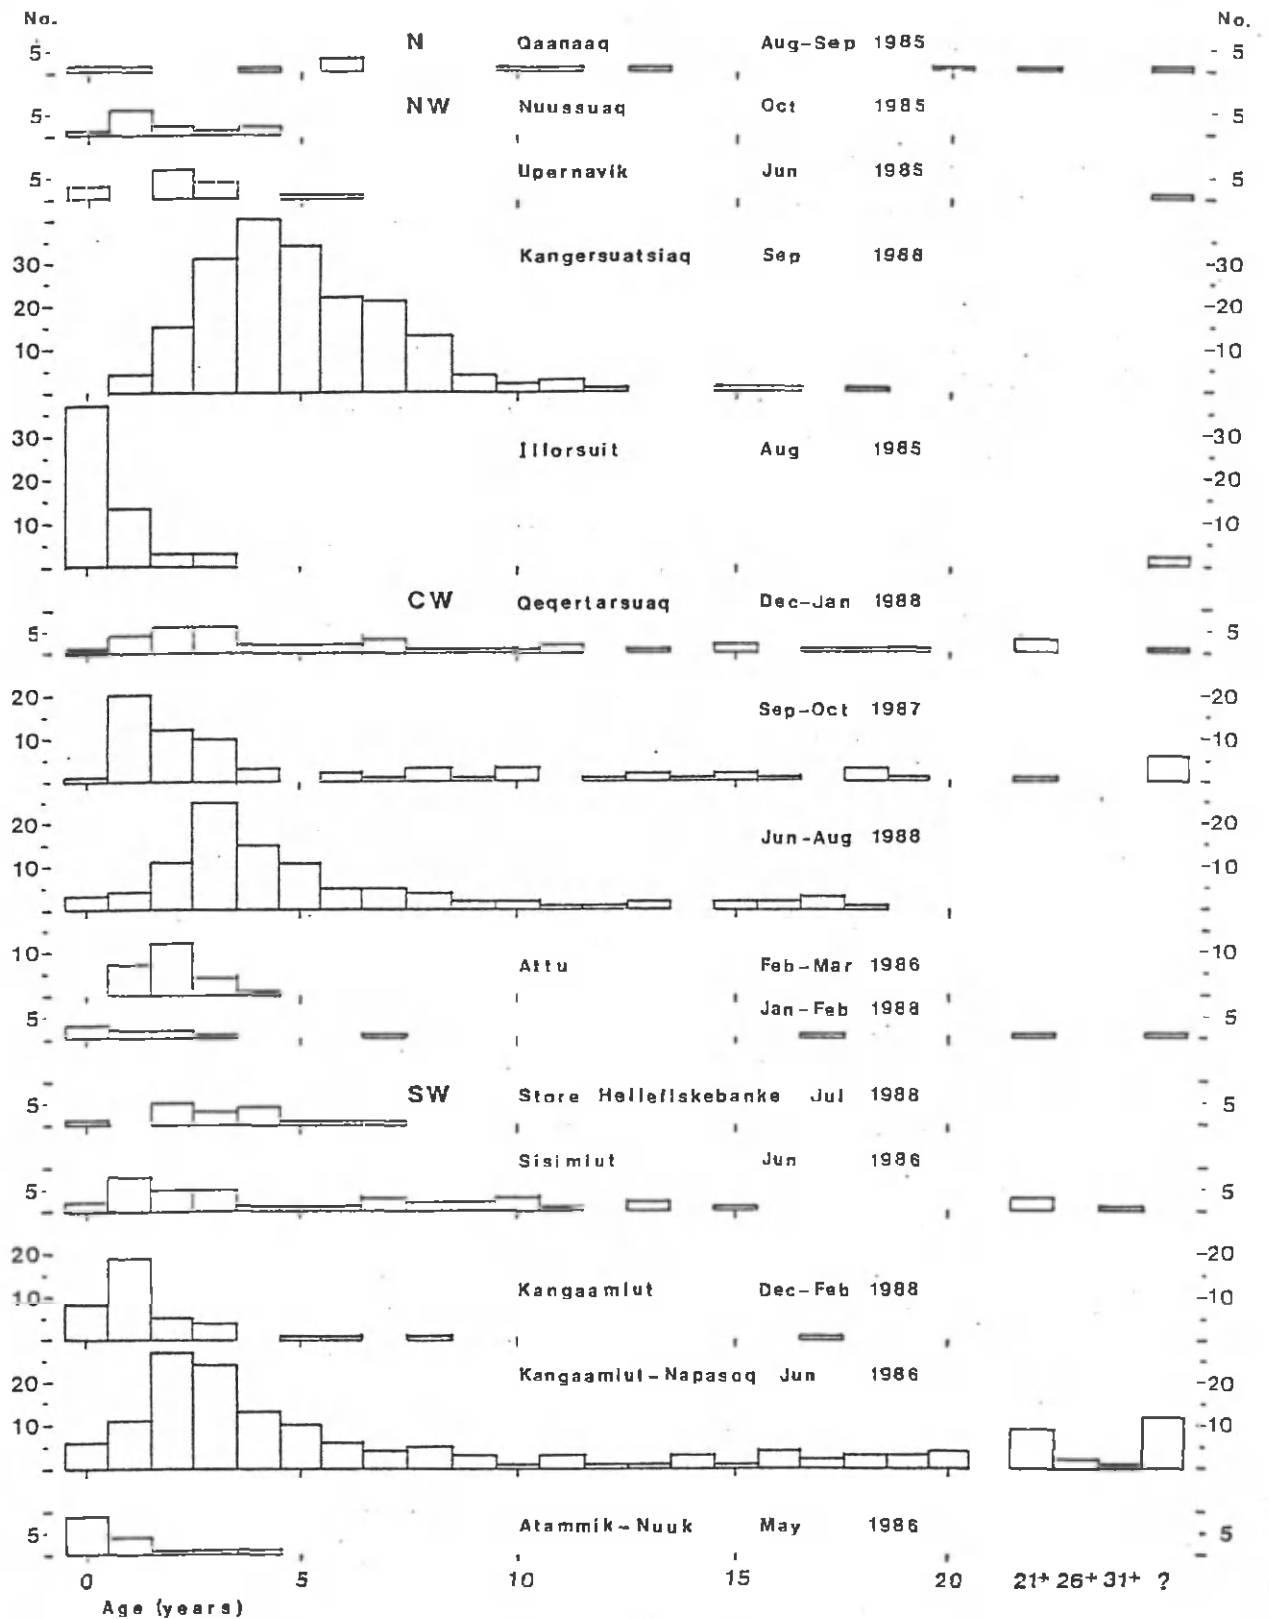 No. No.
5- N Qaanaaq Aug-Sep 1985 - 5
5- NW Nuussuaq Oct 1985 - 5
5- Upernavik Jun 1985 5
Kangersuatsiaq Sep 1988
30- -30
20- -20
10- -10
30- Illorsuit Aug 1985 -30
20- -20
10- -10
CW Qeqertarsuaq Dec-Jan 1988
5- - 5
20- Sep-Oct 1987 -20
10- -10
20- Jun-Aug 1988 -20
10- -10
10- Attu Feb-Mar 1986 -10
5- Jan-Feb 1988 5
SW Store Hellefiskebanke Jul 1988
5- 5
Sisimiut Jun 1986
5- 5
20- -20
10- Kangaamiut Dec-Feb 1988 -10
Kangaamiut-Napasoq Jun 1986
20- -20
10- -10
5- Atammik-Nuuk May 1986 - 5
0 5 10 15 20 21+ 26+ 31+ ?
Age (years)